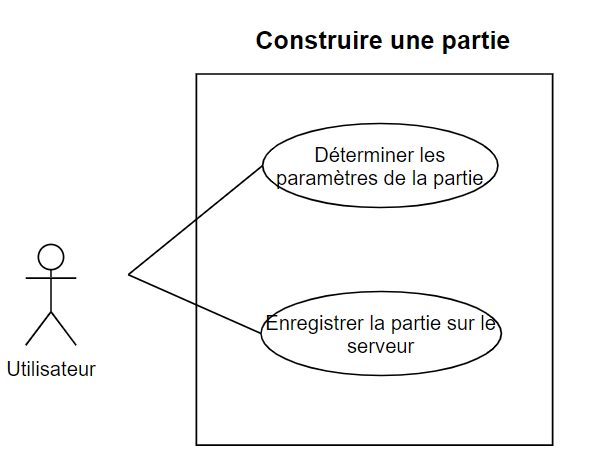 Construire une partie
Déterminer les
paramètres de la partie
Enregistrer la partie sur le
serveur
Utilisateur